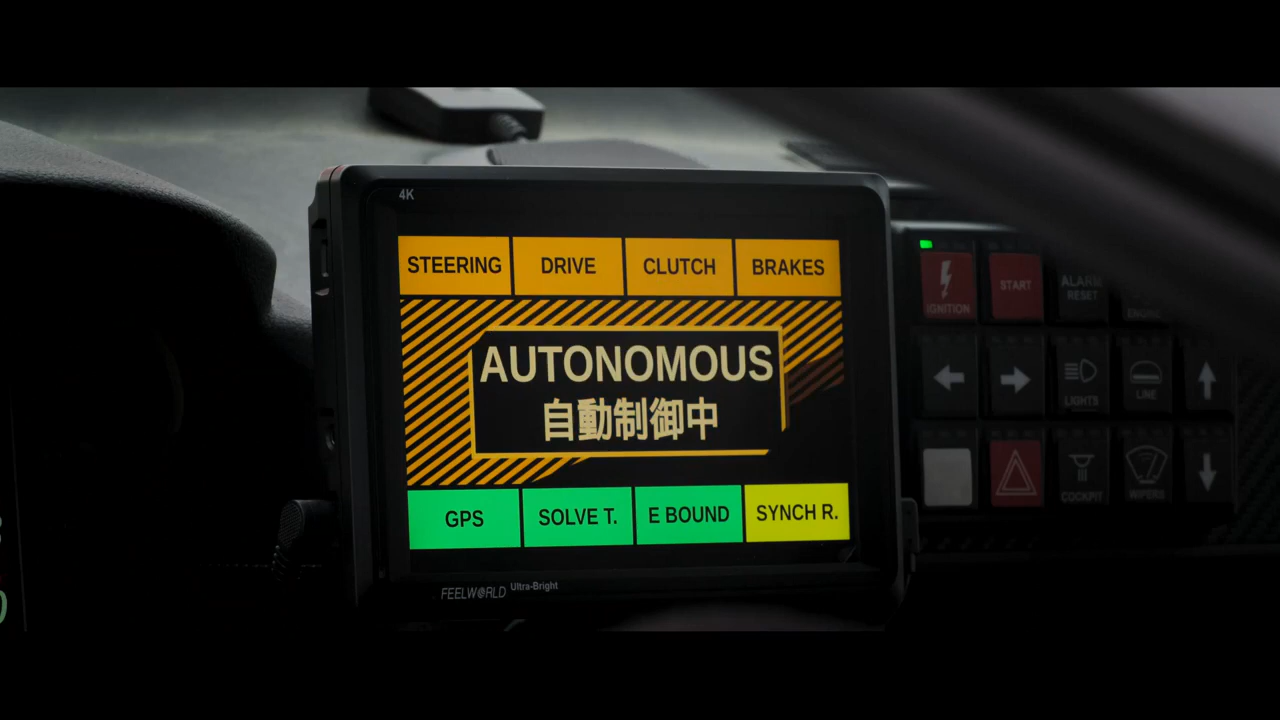 4K
STEERING DRIVE CLUTCH BRAKES
AUTONOMOUS
自動制御中
GPS SOLVE T. E BOUND SYNCH R.
FEELWORLD Ultra-Bright
IGNITION START ALARM RESET
LIGHTS LINE
COCKPIT WIPERS